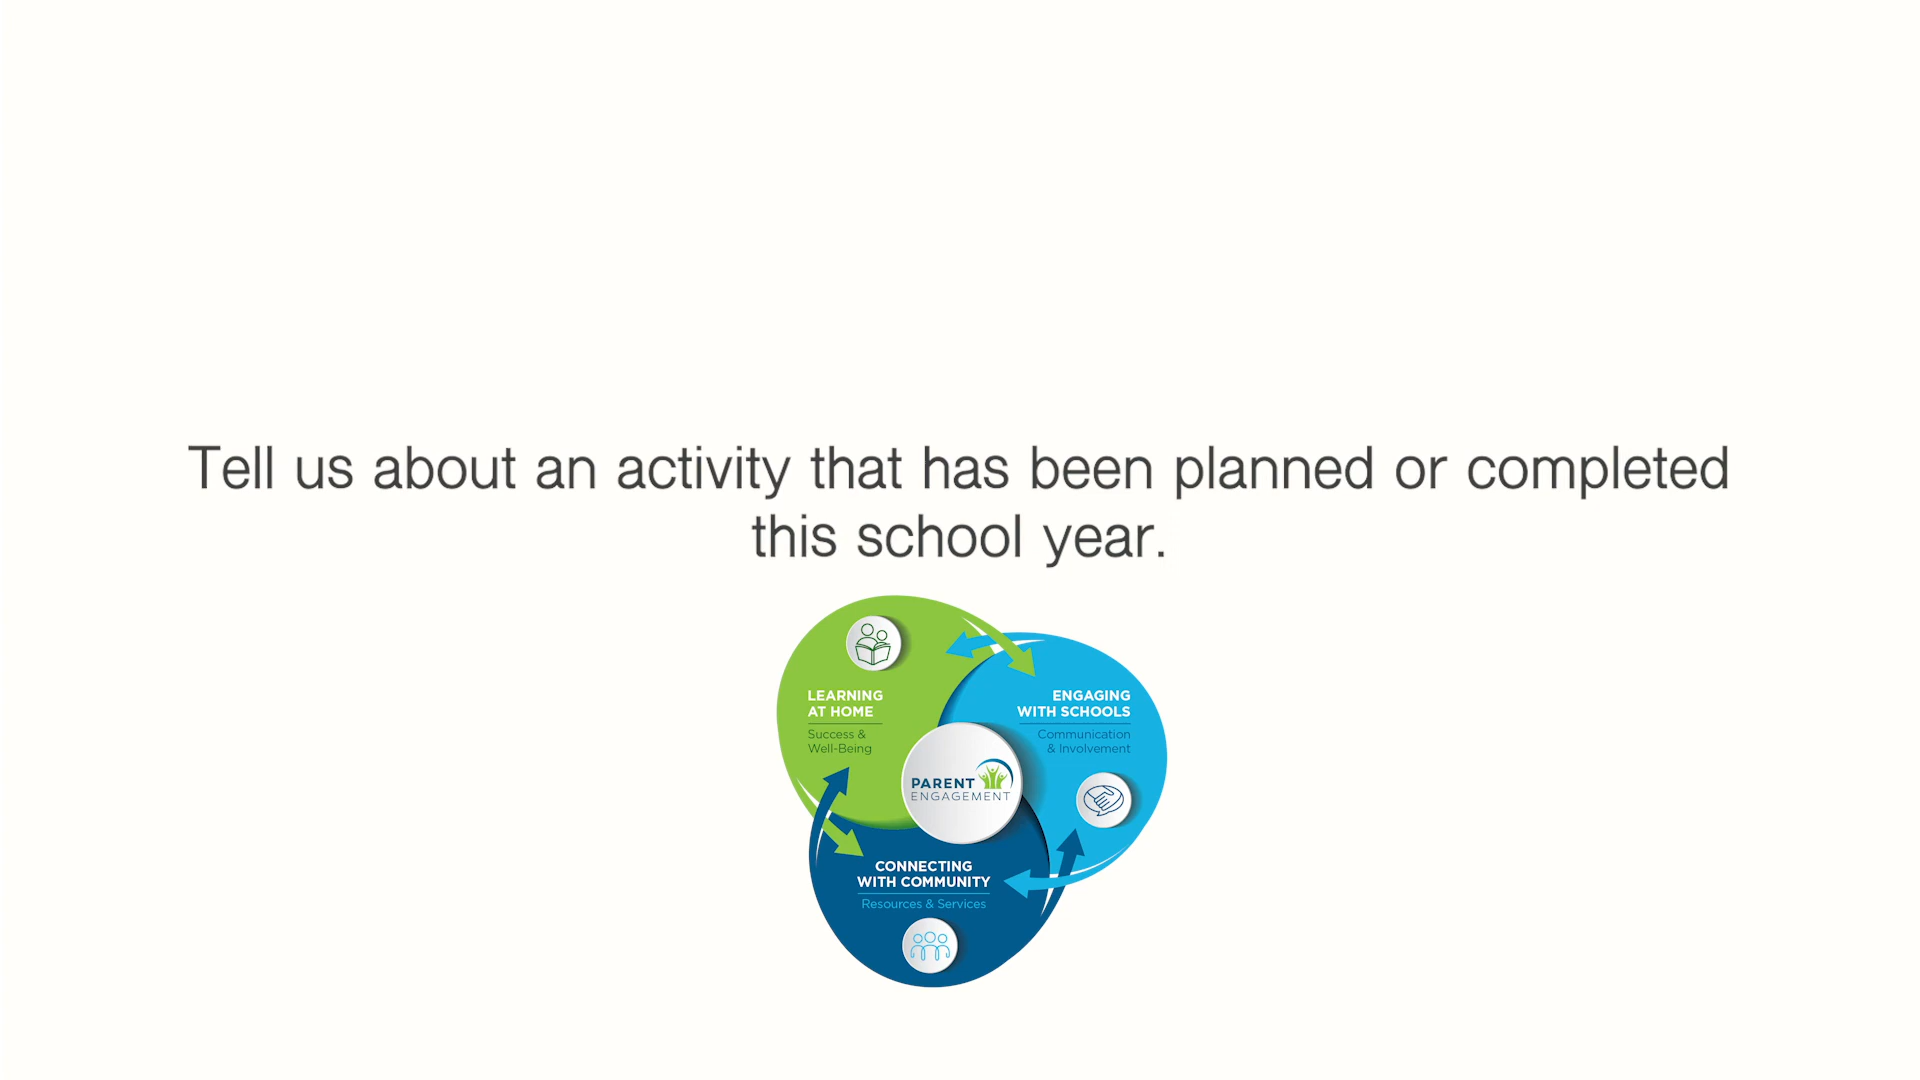 Tell us about an activity that has been planned or completed
this school year.
LEARNING
AT HOME
Success &
Well-Being
ENGAGING
WITH SCHOOLS
Communication
& Involvement
PARENT
ENGAGEMENT
CONNECTING
WITH COMMUNITY
Resources & Services